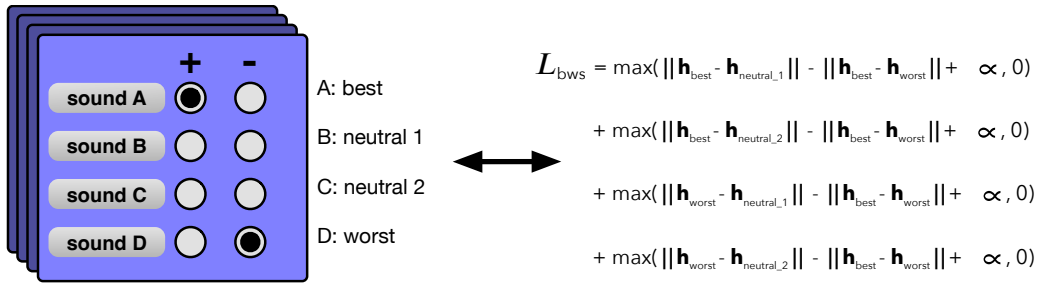 + -
sound A
sound B
sound C
sound D
A: best
B: neutral 1
C: neutral 2
D: worst
L_bws = max(||h_best - h_neutral_1|| - ||h_best - h_worst||+ ∝, 0)
+ max(||h_best - h_neutral_2|| - ||h_best - h_worst||+ ∝, 0)
+ max(||h_worst - h_neutral_1|| - ||h_best - h_worst||+ ∝, 0)
+ max(||h_worst - h_neutral_2|| - ||h_best - h_worst||+ ∝, 0)